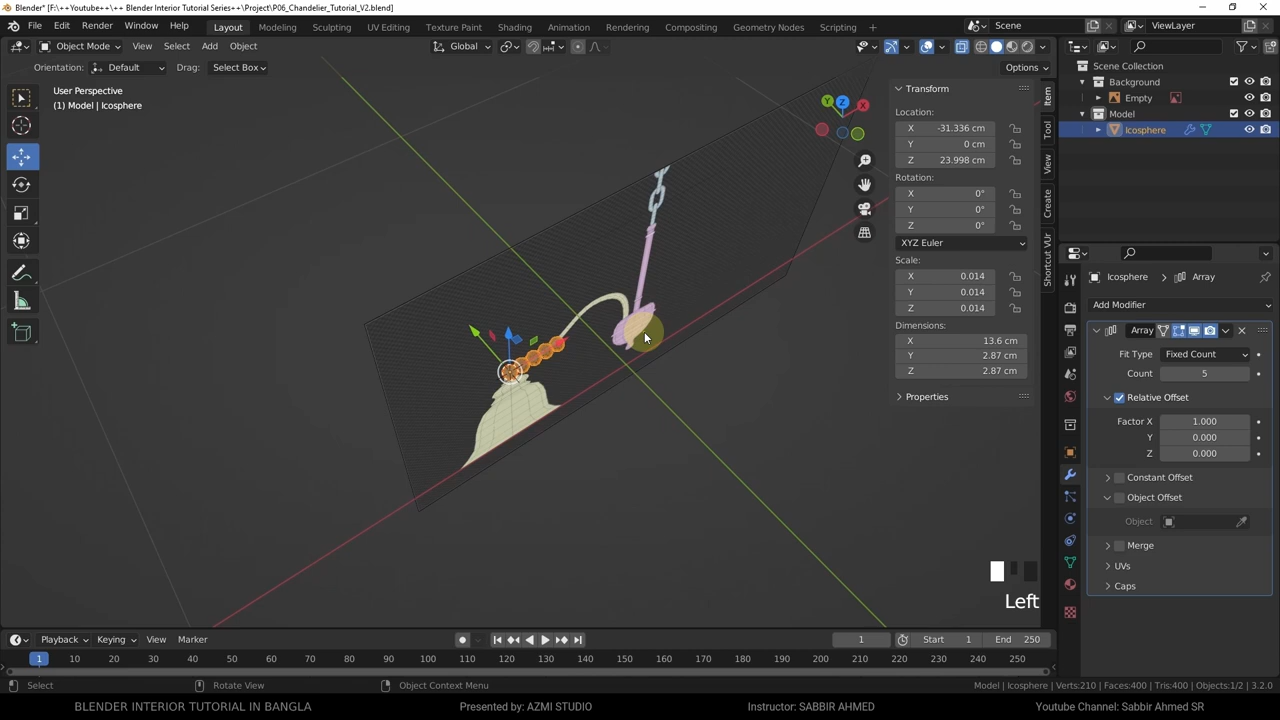 Blender* [F:\++Youtube++\++ Blender Interior Tutorial Series++\Project\P06_Chandelier_Tutorial_V2.blend]
File Edit Render Window Help Layout Modeling Sculpting UV Editing Texture Paint Shading Animation Rendering Compositing Geometry Nodes Scripting Scene ViewLayer
Object Mode View Select Add Object Global
Orientation: Default Drag: Select Box Options
User Perspective
(1) Model | Icosphere
Y Z X
Transform
Location:
X -31.336 cm
Y 0 cm
Z 23.998 cm
Rotation:
X 0°
Y 0°
Z 0°
XYZ Euler
Scale:
X 0.014
Y 0.014
Z 0.014
Dimensions:
X 13.6 cm
Y 2.87 cm
Z 2.87 cm
Properties
Item
Tool
View
Create
Shortcut VUr
Scene Collection
Background
Empty
Model
Icosphere
Icosphere Array
Add Modifier
Array
Fit Type Fixed Count
Count 5
Relative Offset
Factor X 1.000
Y 0.000
Z 0.000
Constant Offset
Object Offset
Object
Merge
UVs
Caps
Left
Playback Keying View Marker 1 Start 1 End 250
1 10 20 30 40 50 60 70 80 90 100 110 120 130 140 150 160 170 180 190 200 210 220 230 240 250
Select Rotate View Object Context Menu Model | Icosphere | Verts:210 | Faces:400 | Tris:400 | Objects:1/2 | 3.2.0
BLENDER INTERIOR TUTORIAL IN BANGLA Presented by: AZMI STUDIO Instructor: SABBIR AHMED Youtube Channel: Sabbir Ahmed SR